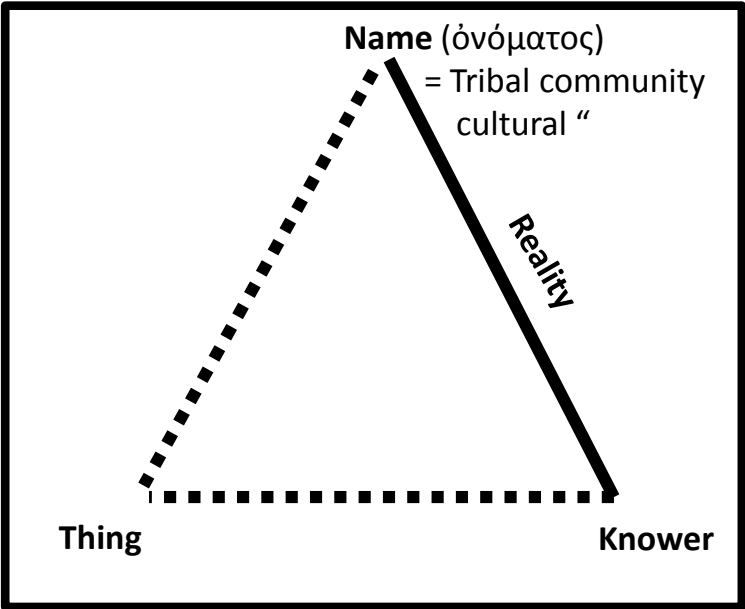 Name (ὀνόματος)
= Tribal community
cultural “
Reality
Thing
Knower